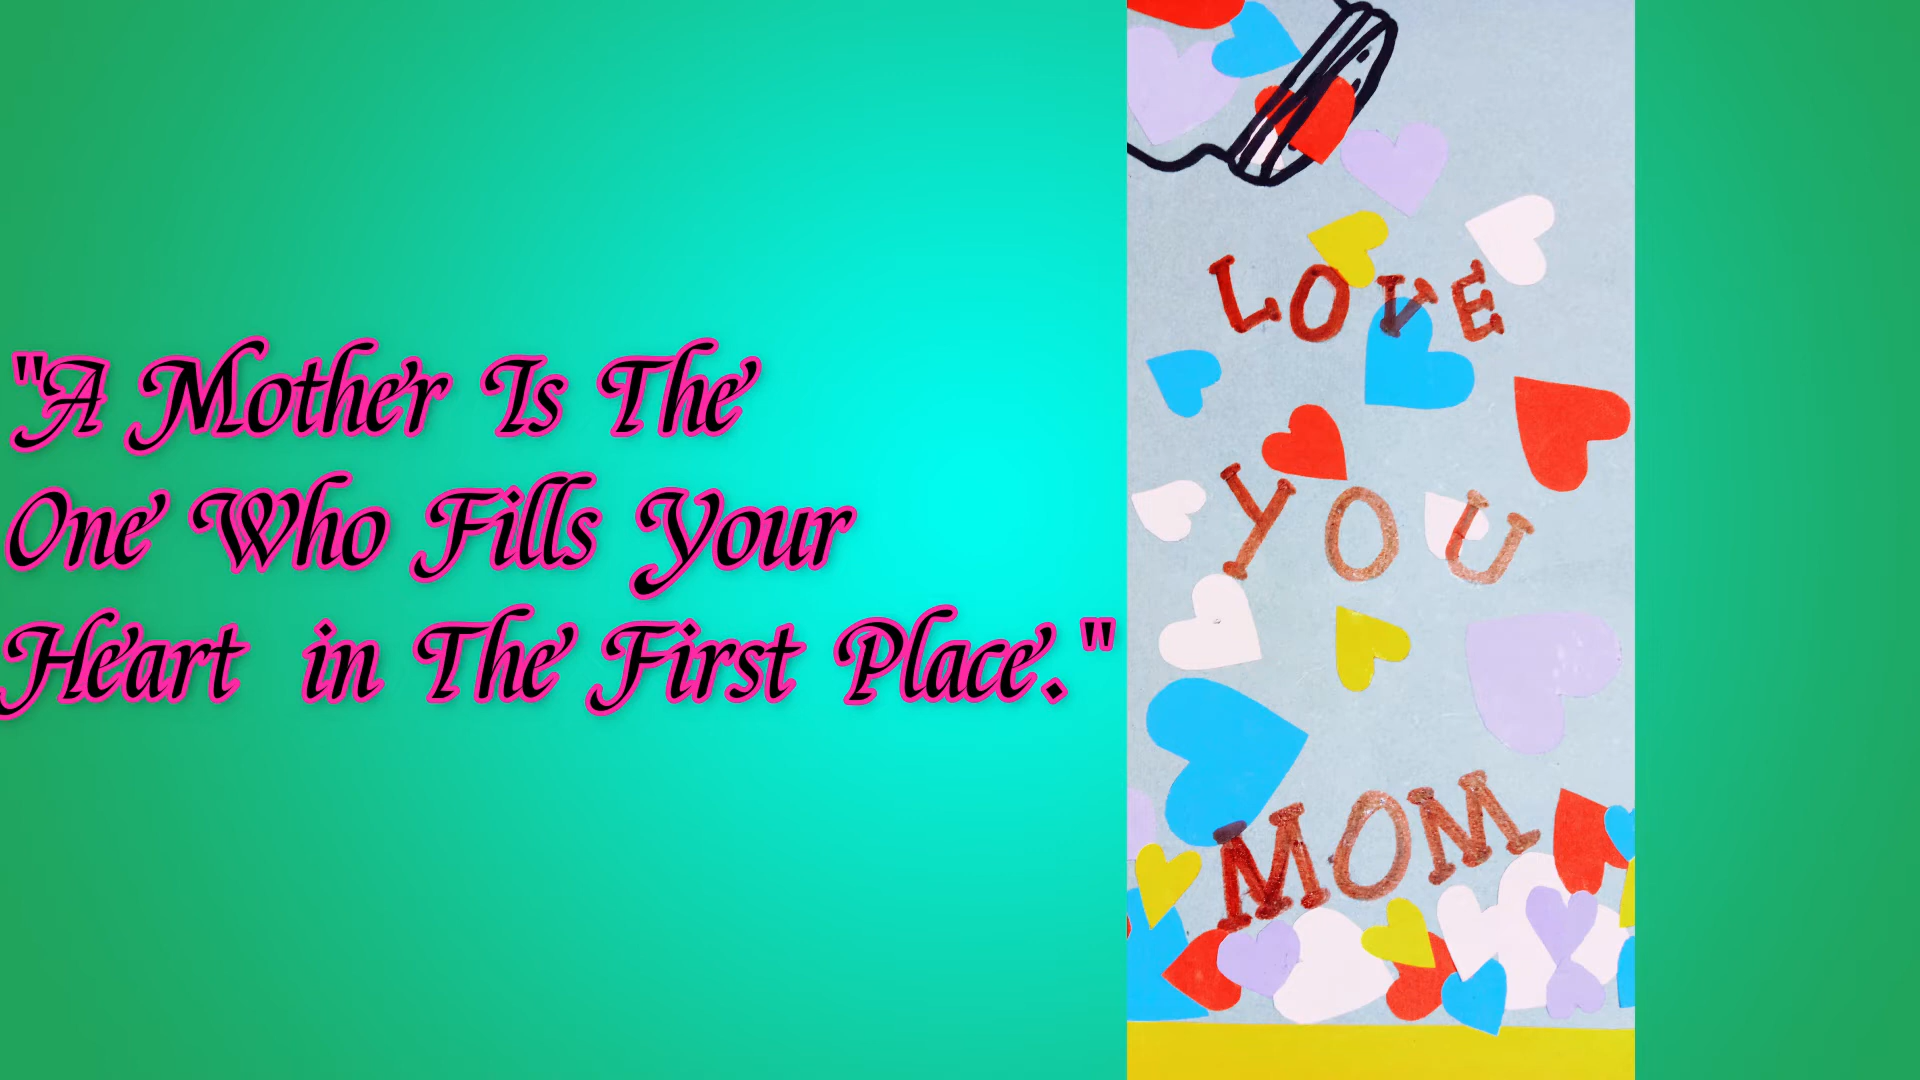 "A Mother Is The
One Who Fills Your
Heart in The First Place."
LOVE
YOU
MOM